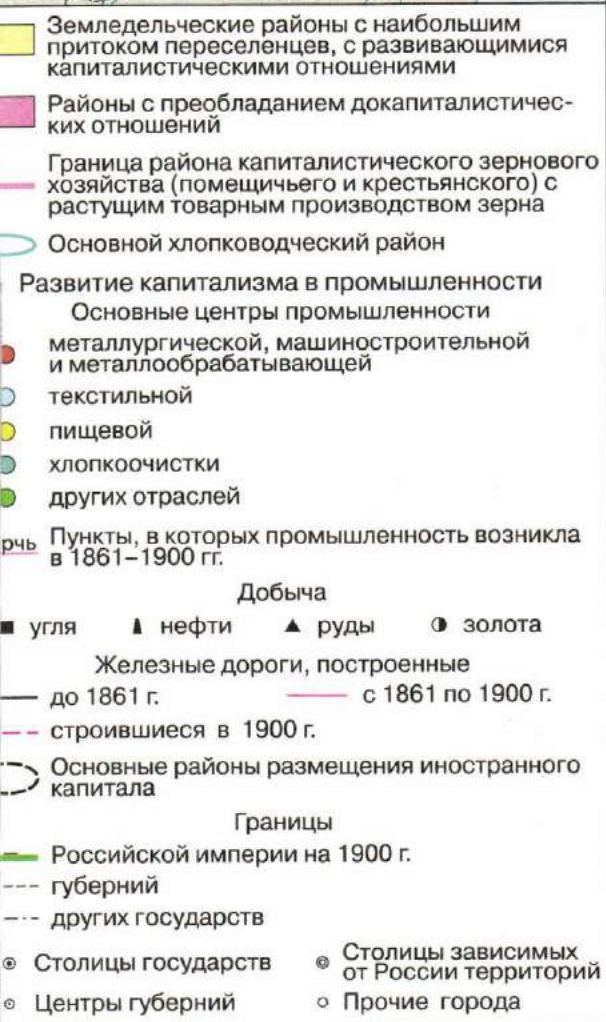 Земледельческие районы с наибольшим
притоком переселенцев, с развивающимися
капиталистическими отношениями
Районы с преобладанием докапиталистичес-
ких отношений
Граница района капиталистического зернового
хозяйства (помещичьего и крестьянского) с
растущим товарным производством зерна
Основной хлопководческий район
Развитие капитализма в промышленности
Основные центры промышленности
металлургической, машиностроительной
и металлообрабатывающей
текстильной
пищевой
хлопкоочистки
других отраслей
рчь Пункты, в которых промышленность возникла
в 1861–1900 гг.
Добыча
угля нефти руды золота
Железные дороги, построенные
до 1861 г. с 1861 по 1900 г.
строившиеся в 1900 г.
Основные районы размещения иностранного
капитала
Границы
Российской империи на 1900 г.
губерний
других государств
Столицы государств
Столицы зависимых
от России территорий
Центры губерний
Прочие города